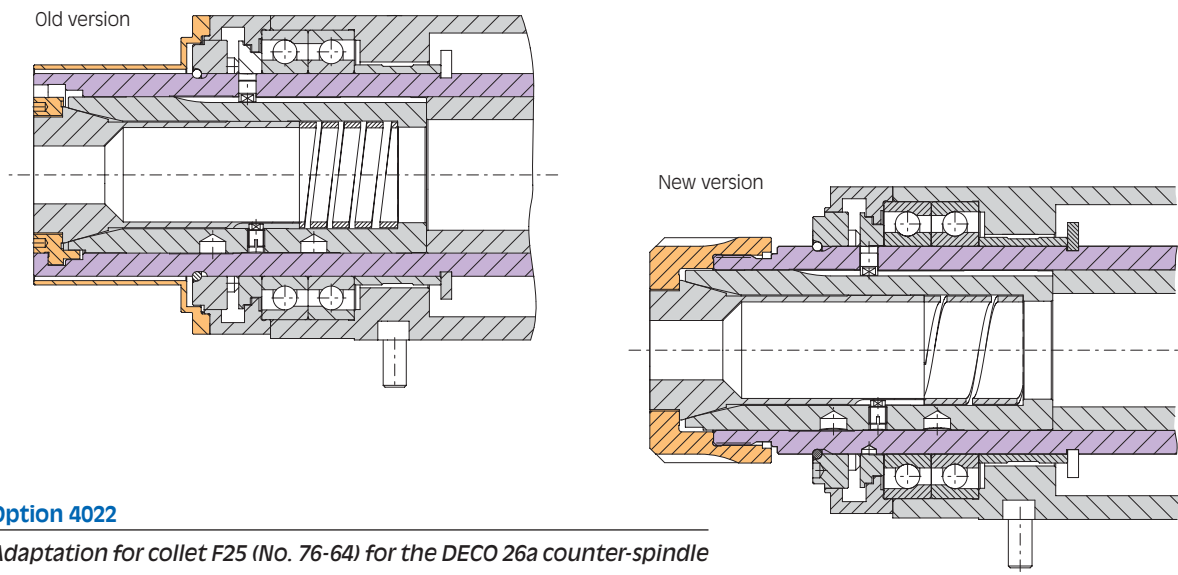 Old version
New version
Option 4022
Adaptation for collet F25 (No. 76-64) for the DECO 26a counter-spindle